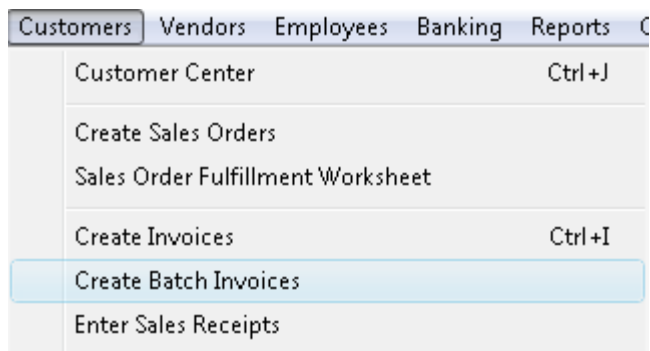 Customers Vendors Employees Banking Reports
Customer Center Ctrl+J
Create Sales Orders
Sales Order Fulfillment Worksheet
Create Invoices Ctrl+I
Create Batch Invoices
Enter Sales Receipts